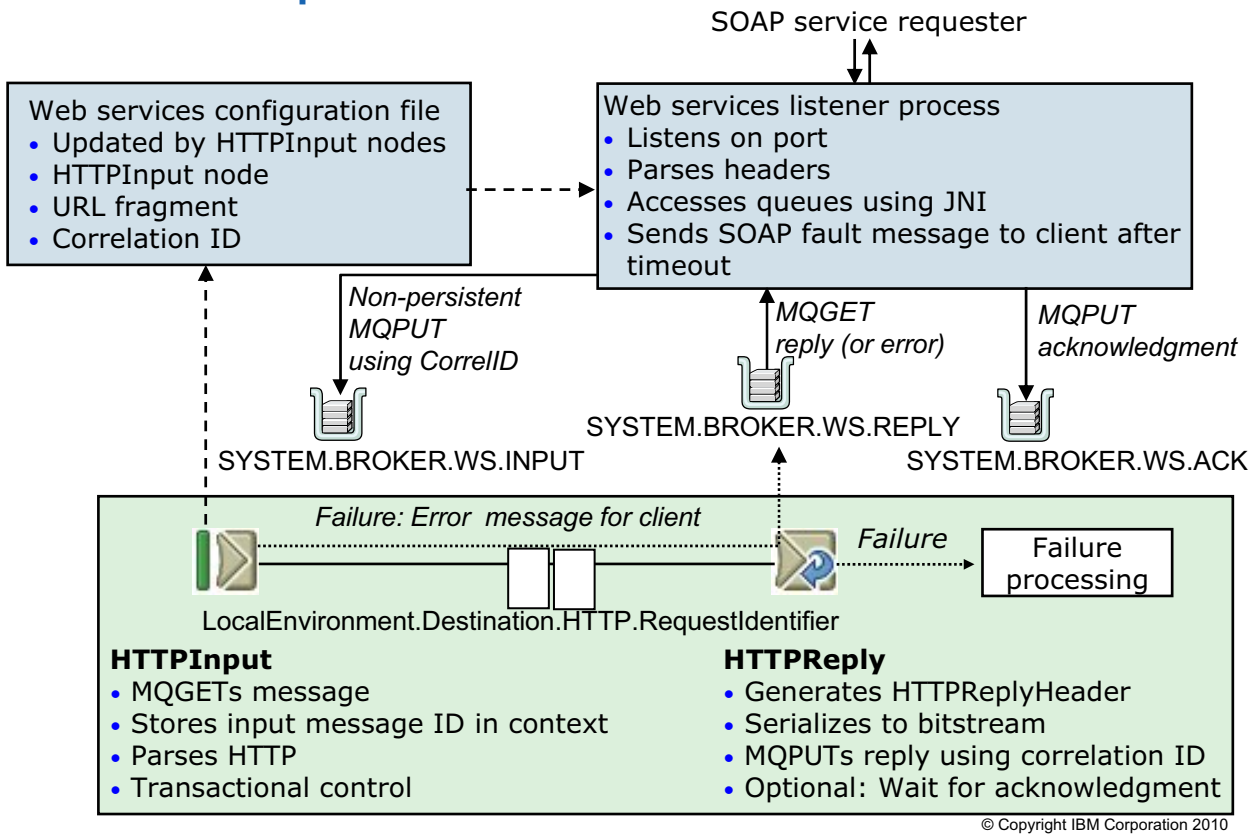 SOAP service requester
Web services configuration file
• Updated by HTTPInput nodes
• HTTPInput node
• URL fragment
• Correlation ID
Web services listener process
• Listens on port
• Parses headers
• Accesses queues using JNI
• Sends SOAP fault message to client after
timeout
Non-persistent
MQPUT
using CorrelID
MQGET
reply (or error)
MQPUT
acknowledgment
SYSTEM.BROKER.WS.INPUT
SYSTEM.BROKER.WS.REPLY
SYSTEM.BROKER.WS.ACK
Failure: Error message for client
Failure
Failure
processing
LocalEnvironment.Destination.HTTP.RequestIdentifier
HTTPInput
• MQGETs message
• Stores input message ID in context
• Parses HTTP
• Transactional control
HTTPReply
• Generates HTTPReplyHeader
• Serializes to bitstream
• MQPUTs reply using correlation ID
• Optional: Wait for acknowledgment
© Copyright IBM Corporation 2010